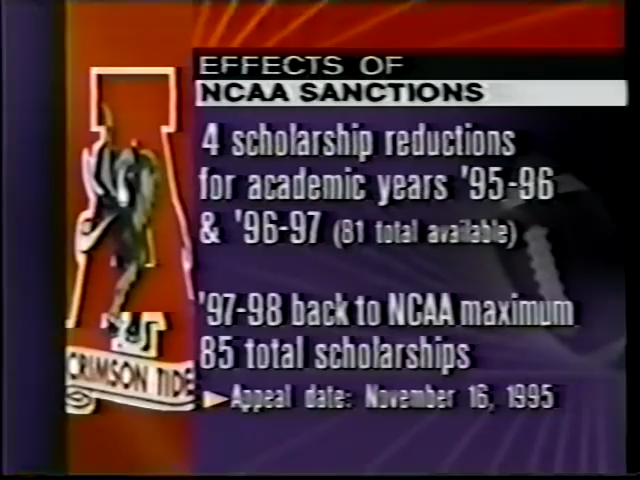 EFFECTS OF
NCAA SANCTIONS
4 scholarship reductions
for academic years '95-96
& '96-97 (81 total available)
'97-98 back to NCAA maximum
85 total scholarships
Appeal date: November 16, 1995
CRIMSON TIDE